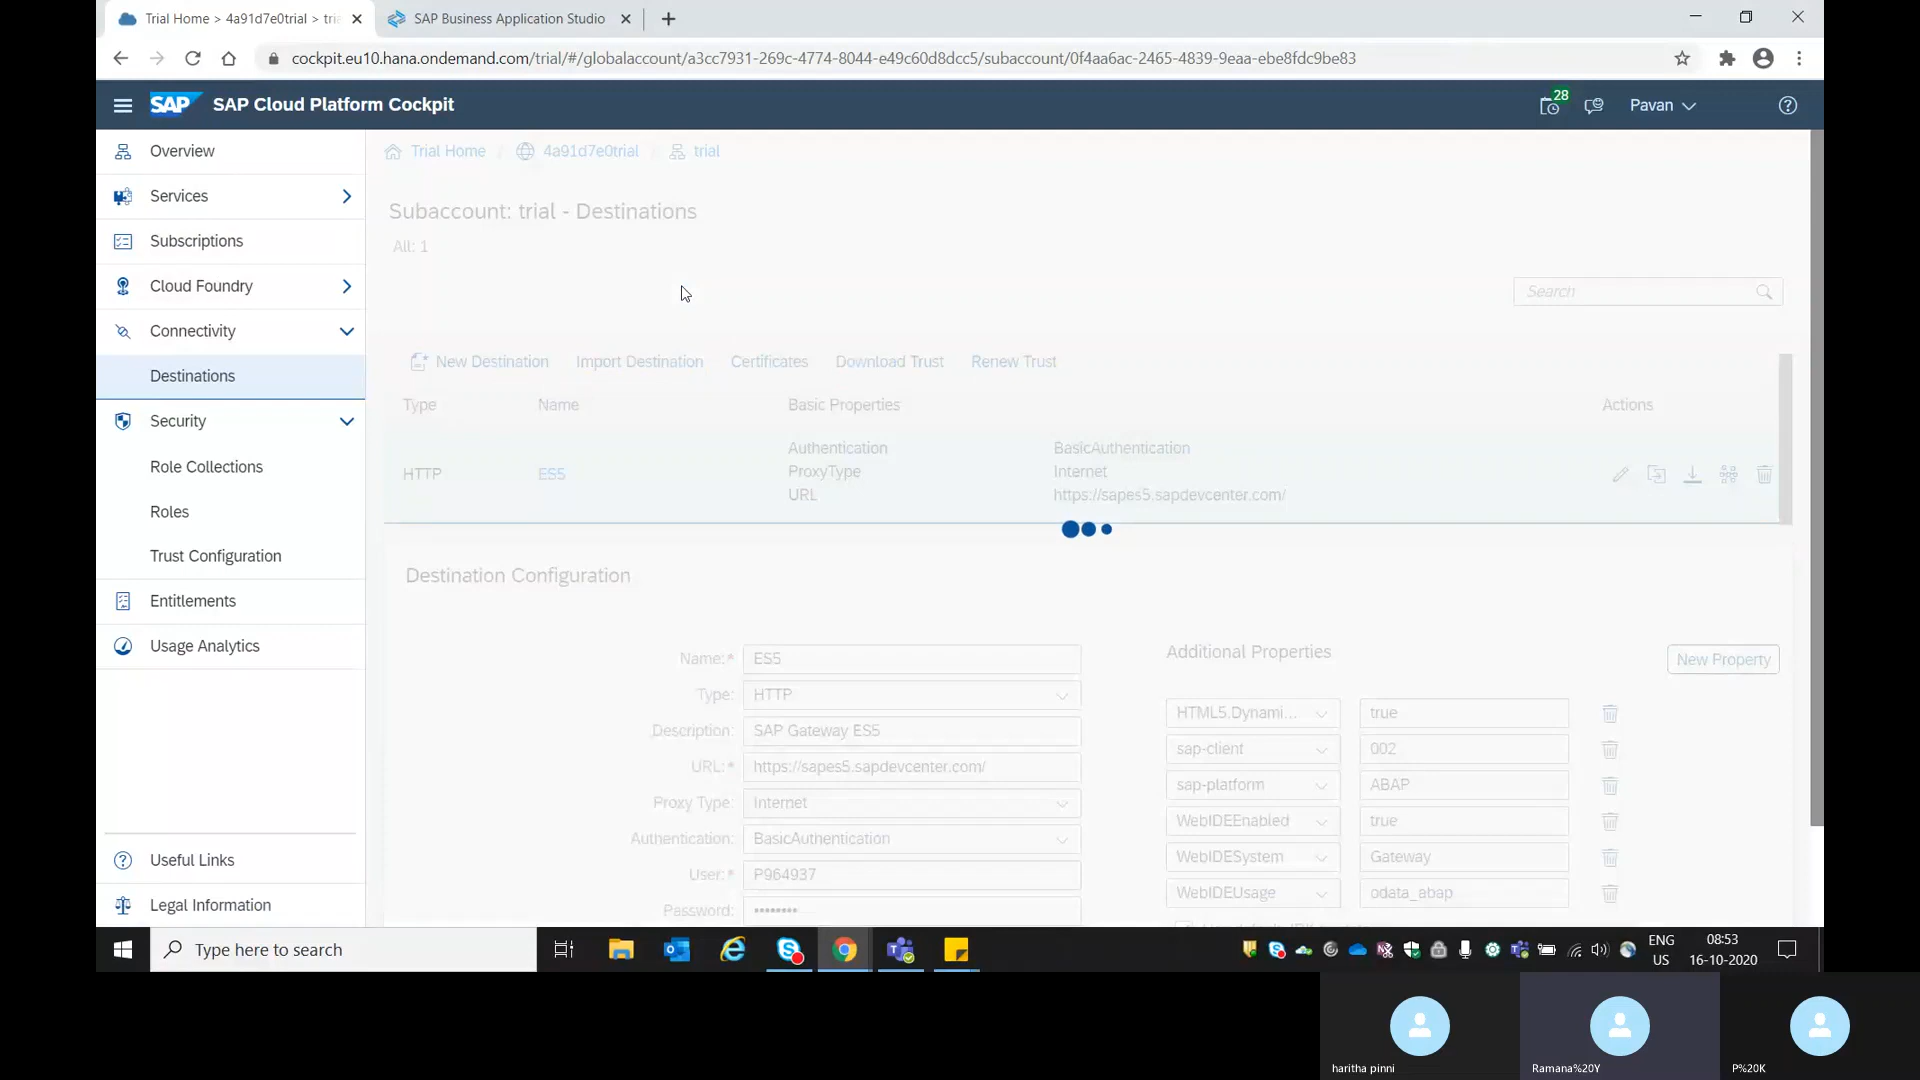 Trial Home > 4a91d7e0trial > tri
SAP Business Application Studio
cockpit.eu10.hana.ondemand.com/trial/#/globalaccount/a3cc7931-269c-4774-8044-e49c60d8dcc5/subaccount/0f4aa6ac-2465-4839-9eaa-ebe8fdc9be83
SAP SAP Cloud Platform Cockpit
28
Pavan
Overview
Services
Subscriptions
Cloud Foundry
Connectivity
Destinations
Security
Role Collections
Roles
Trust Configuration
Entitlements
Usage Analytics
Useful Links
Legal Information
Trial Home / 4a91d7e0trial / trial
Subaccount: trial - Destinations
All: 1
Search
New Destination Import Destination Certificates Download Trust Renew Trust
Type Name Basic Properties Actions
HTTP ES5
Authentication BasicAuthentication
ProxyType Internet
URL https://sapes5.sapdevcenter.com/
Destination Configuration
Name:* ES5
Type: HTTP
Description: SAP Gateway ES5
URL:* https://sapes5.sapdevcenter.com/
Proxy Type: Internet
Authentication: BasicAuthentication
User:* P964937
Password: ••••••••
Additional Properties
New Property
HTML5.Dynami... true
sap-client 002
sap-platform ABAP
WebIDEEnabled true
WebIDESystem Gateway
WebIDEUsage odata_abap
Type here to search
ENG
US
08:53
16-10-2020
haritha pinni
Ramana%20Y
P%20K